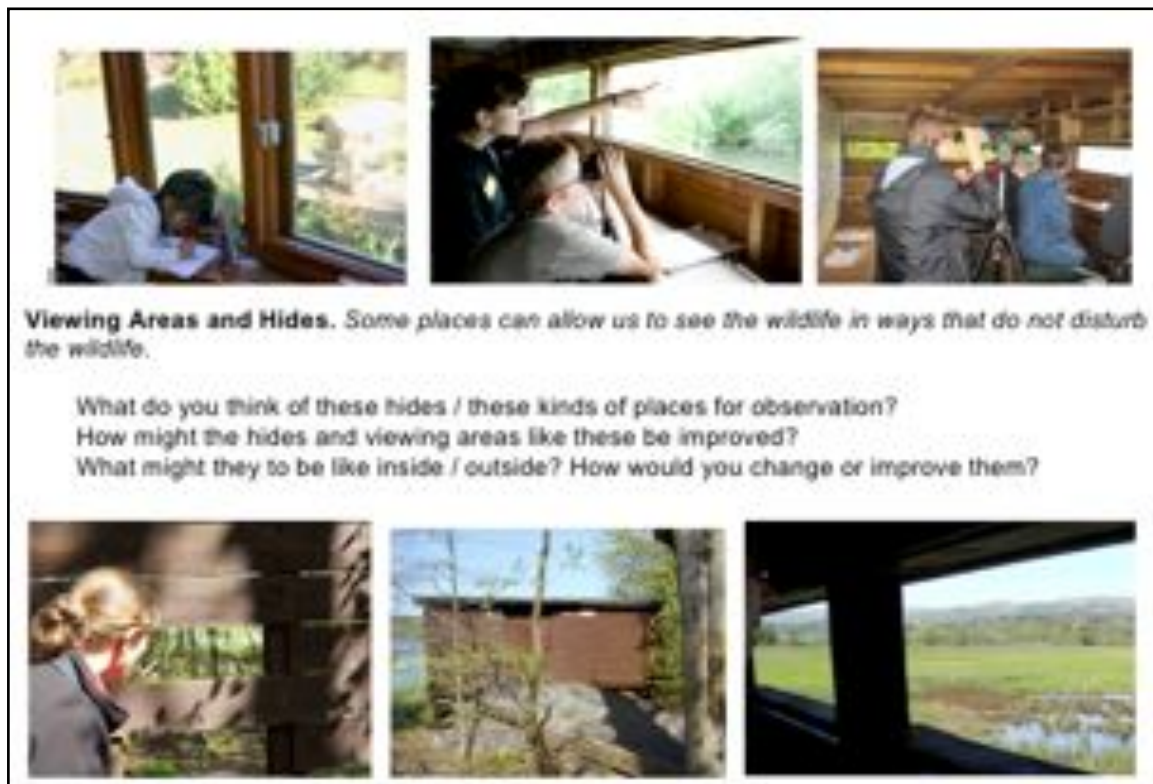 Viewing Areas and Hides. Some places can allow us to see the wildlife in ways that do not disturb
the wildlife.
What do you think of these hides / these kinds of places for observation?
How might the hides and viewing areas like these be improved?
What might they to be like inside / outside? How would you change or improve them?